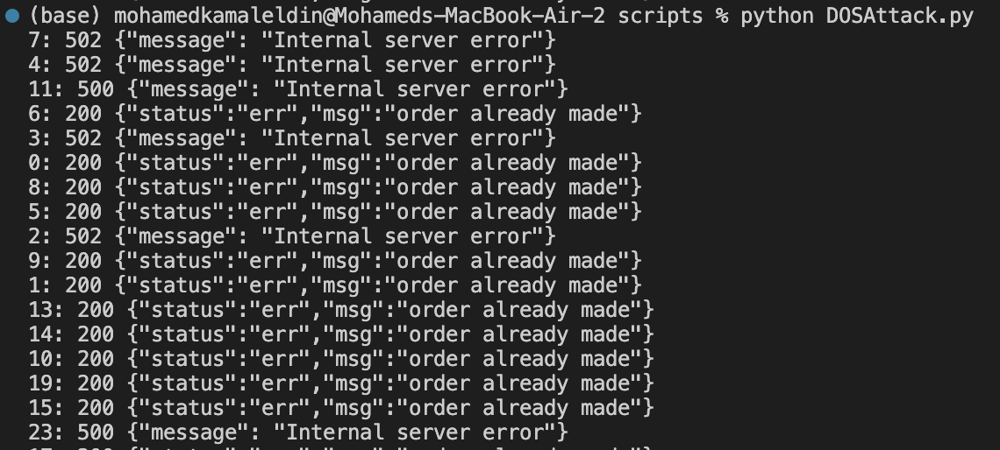 (base) mohamedkamaleldin@Mohameds-MacBook-Air-2 scripts % python DOSAttack.py
7: 502 {"message": "Internal server error"}
4: 502 {"message": "Internal server error"}
11: 500 {"message": "Internal server error"}
6: 200 {"status":"err","msg":"order already made"}
3: 502 {"message": "Internal server error"}
0: 200 {"status":"err","msg":"order already made"}
8: 200 {"status":"err","msg":"order already made"}
5: 200 {"status":"err","msg":"order already made"}
2: 502 {"message": "Internal server error"}
9: 200 {"status":"err","msg":"order already made"}
1: 200 {"status":"err","msg":"order already made"}
13: 200 {"status":"err","msg":"order already made"}
14: 200 {"status":"err","msg":"order already made"}
10: 200 {"status":"err","msg":"order already made"}
19: 200 {"status":"err","msg":"order already made"}
15: 200 {"status":"err","msg":"order already made"}
23: 500 {"message": "Internal server error"}